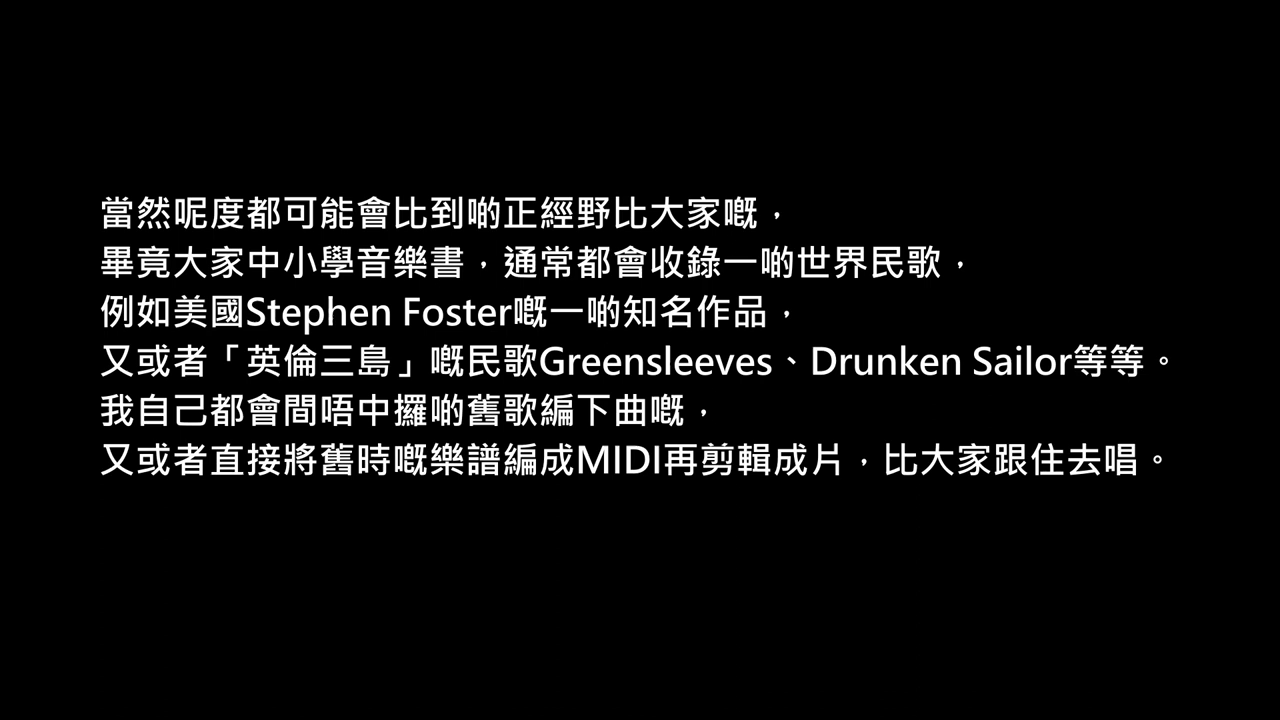 當然呢度都可能會比到啲正經野比大家嘅，
畢竟大家中小學音樂書，通常都會收錄一啲世界民歌，
例如美國Stephen Foster嘅一啲知名作品，
又或者「英倫三島」嘅民歌Greensleeves、Drunken Sailor等等。
我自己都會間唔中攞啲舊歌編下曲嘅，
又或者直接將舊時嘅樂譜編成MIDI再剪輯成片，比大家跟住去唱。